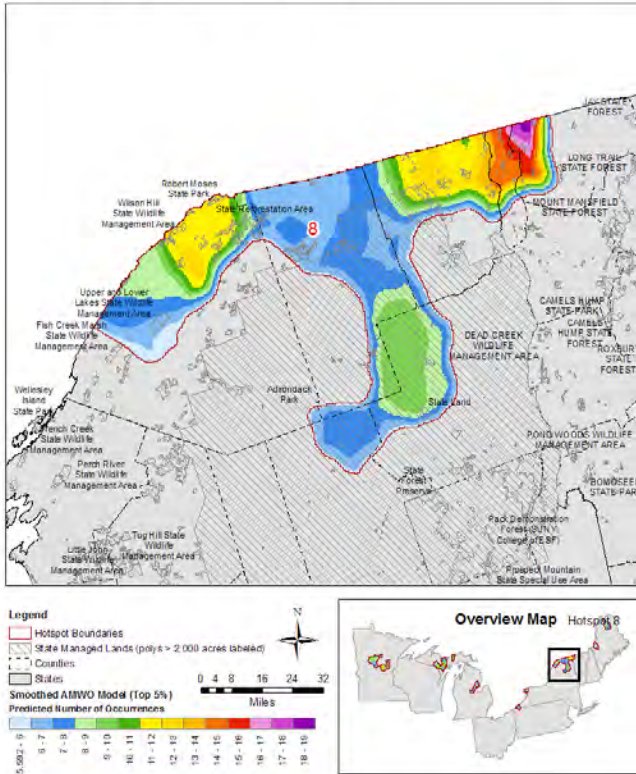 JAY STATE
FOREST
LONG TRAIL
STATE FOREST
Robert Moses
State Park
Wilson Hill
State Wildlife
Management Area
State Reforestation Area
MOUNT MANSFIELD
STATE FOREST
8
Upper and Lower
Lakes State Wildlife
Management Area
Fish Creek Marsh
State Wildlife
Management Area
CAMELS HUMP
STATE PARK
CAMELS
HUMP STATE
FOREST
DEAD CREEK
WILDLIFE
MANAGEMENT AREA
ROXBURY
STATE
FOREST
Wellesley
Island
State Park
Adirondack
Park
State Land
French Creek
State Wildlife
Management Area
POND WOODS WILDLIFE
MANAGEMENT AREA
Perch River
State Wildlife
Management Area
State
Forest
Preserve
BOMOSEEN
STATE PARK
Tug Hill State
Wildlife
Management Area
Pack Demonstration
Forest (SUNY
College of ESF)
Little John
State Wildlife
Management Area
Prospect Mountain
State Special Use Area
Legend
Hotspot Boundaries
State Managed Lands (polys > 2,000 acres labeled)
Counties
States
N
0 4 8 16 24 32
Miles
Smoothed AMWO Model (Top 5%)
Predicted Number of Occurrences
5.592 - 6
6 - 7
7 - 8
8 - 9
9 - 10
10 - 11
11 - 12
12 - 13
13 - 14
14 - 15
15 - 16
16 - 17
17 - 18
18 - 19
Overview Map Hotspot 8